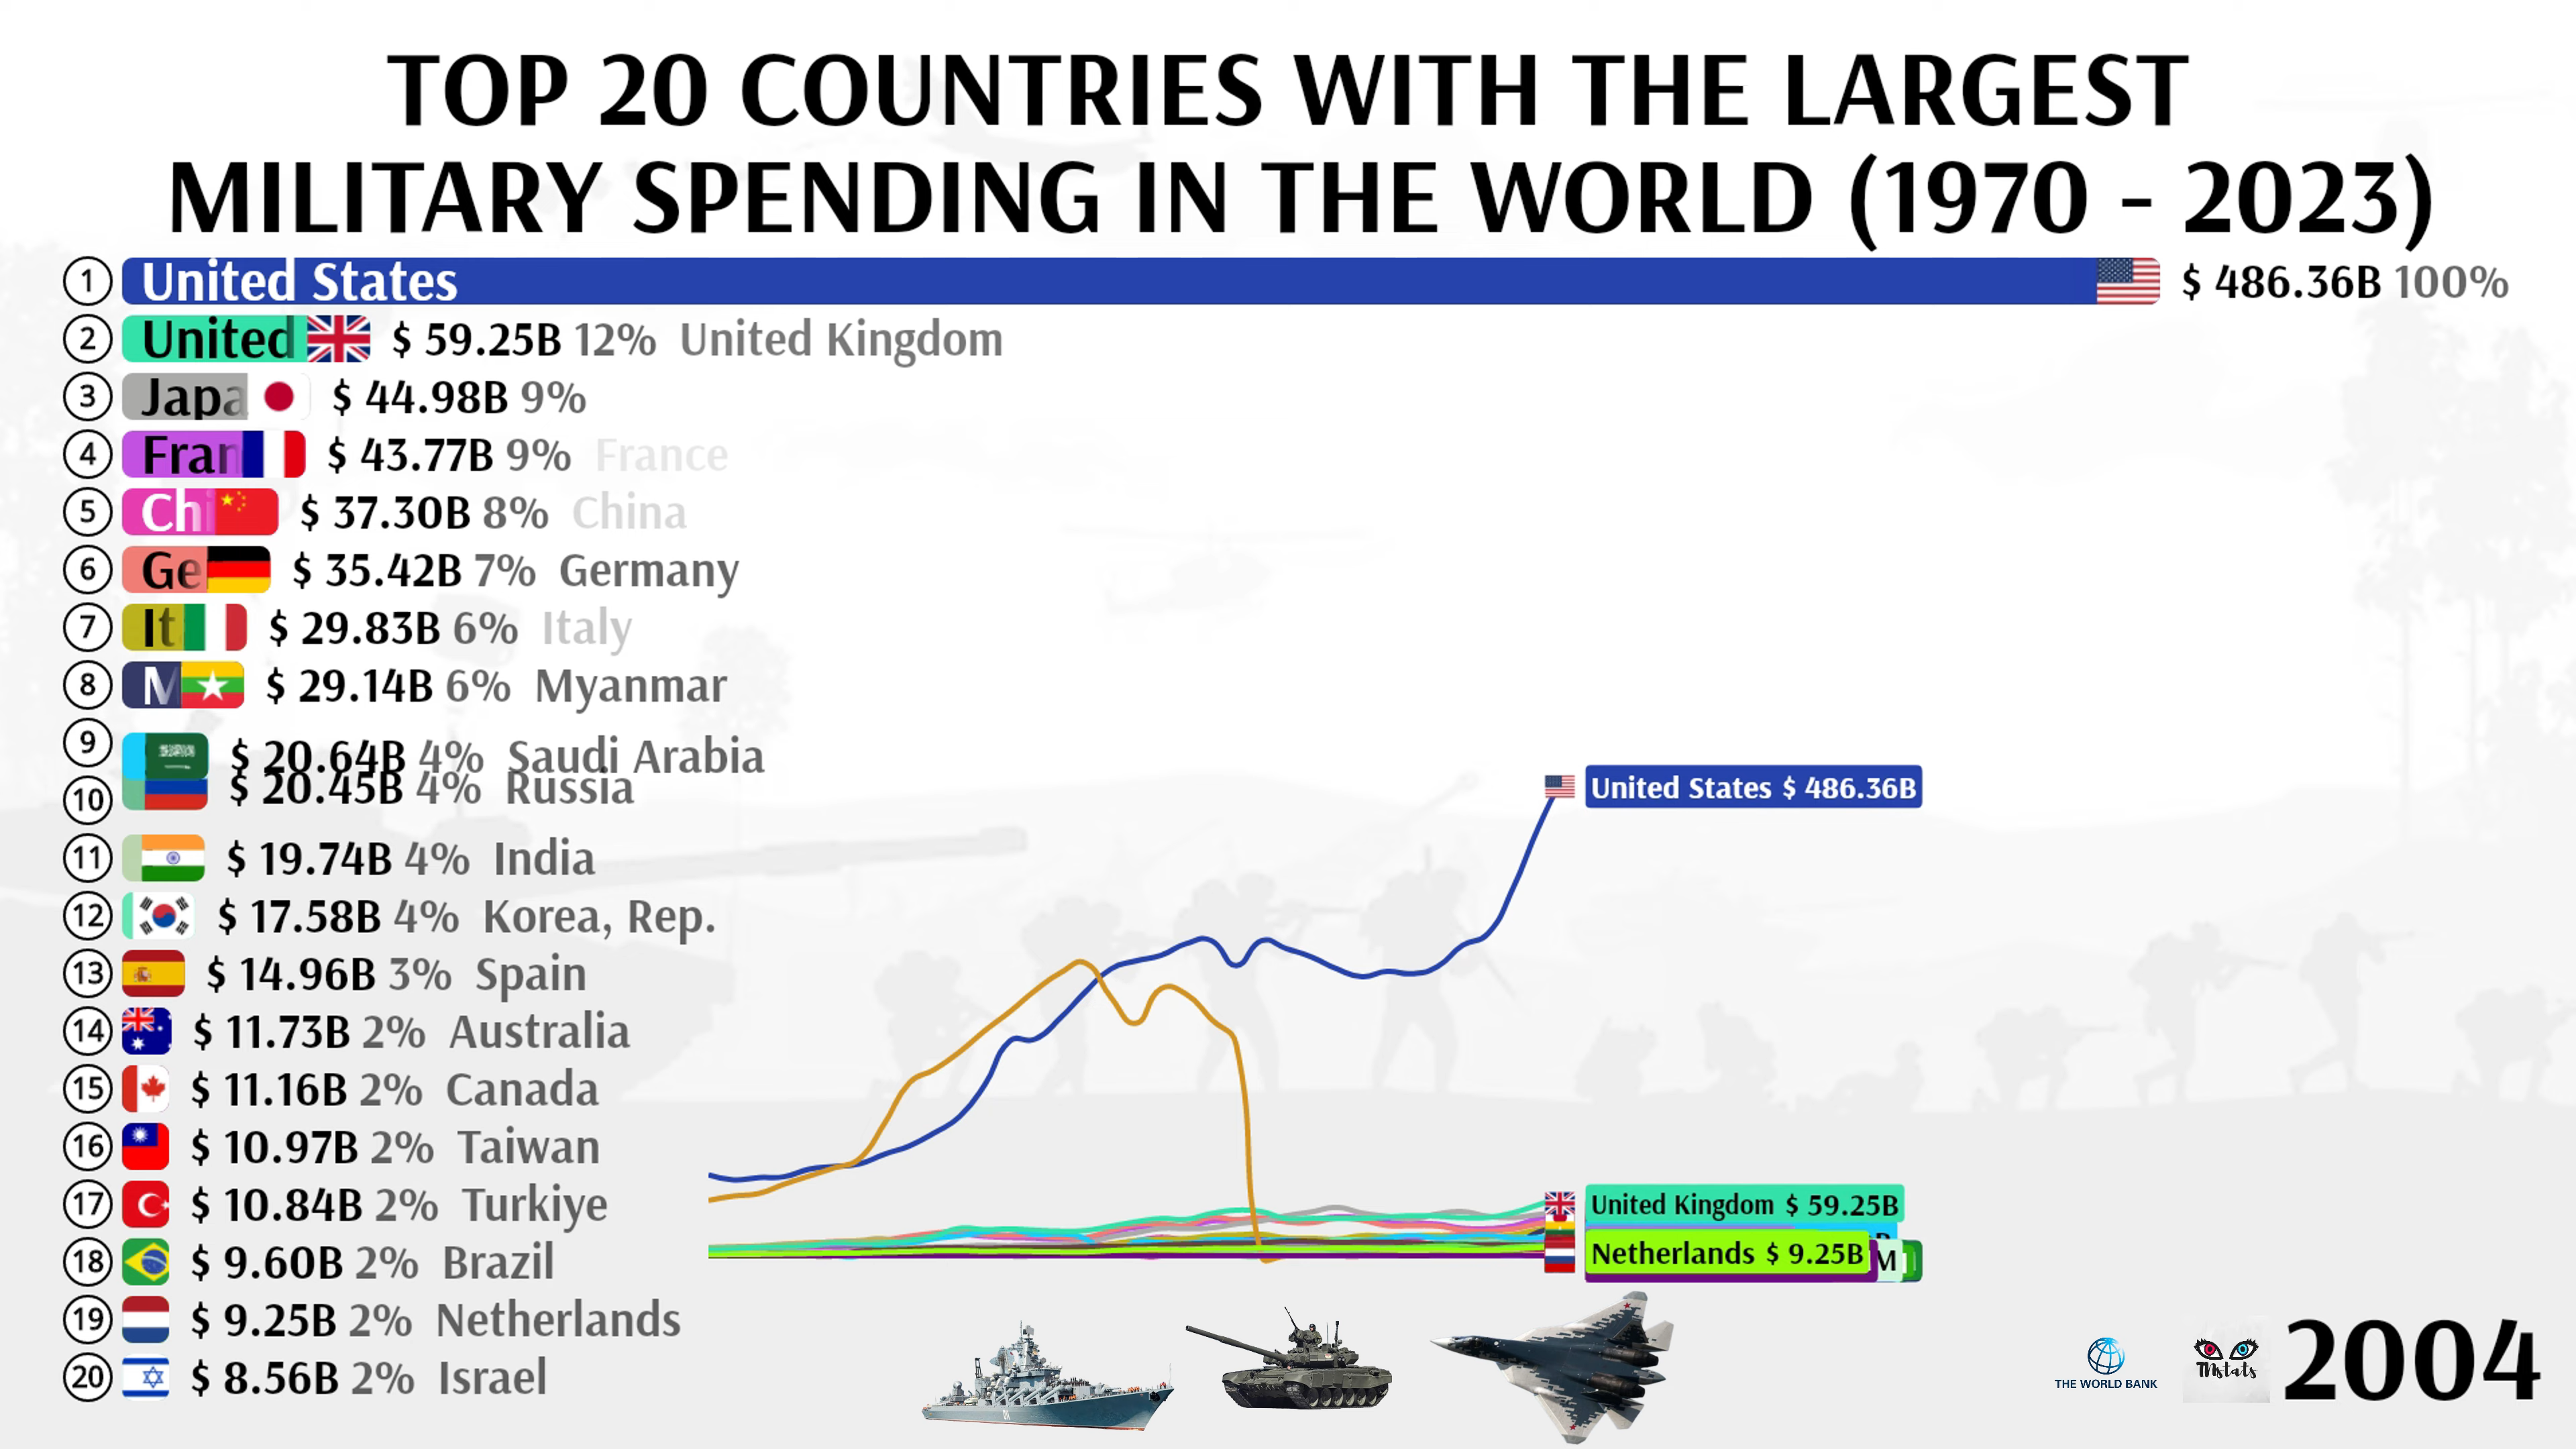 TOP 20 COUNTRIES WITH THE LARGEST
MILITARY SPENDING IN THE WORLD (1970 - 2023)
1 United States $ 486.36B 100%
2 United $ 59.25B 12% United Kingdom
3 Japa $ 44.98B 9%
4 Fran $ 43.77B 9% France
5 Chi $ 37.30B 8% China
6 Ge $ 35.42B 7% Germany
7 It $ 29.83B 6% Italy
8 M $ 29.14B 6% Myanmar
9 $ 20.64B 4% Saudi Arabia
10 $ 20.45B 4% Russia
11 $ 19.74B 4% India
12 $ 17.58B 4% Korea, Rep.
13 $ 14.96B 3% Spain
14 $ 11.73B 2% Australia
15 $ 11.16B 2% Canada
16 $ 10.97B 2% Taiwan
17 $ 10.84B 2% Turkiye
18 $ 9.60B 2% Brazil
19 $ 9.25B 2% Netherlands
20 $ 8.56B 2% Israel
United States $ 486.36B
United Kingdom $ 59.25B
Netherlands $ 9.25B M
THE WORLD BANK
TMstats
2004